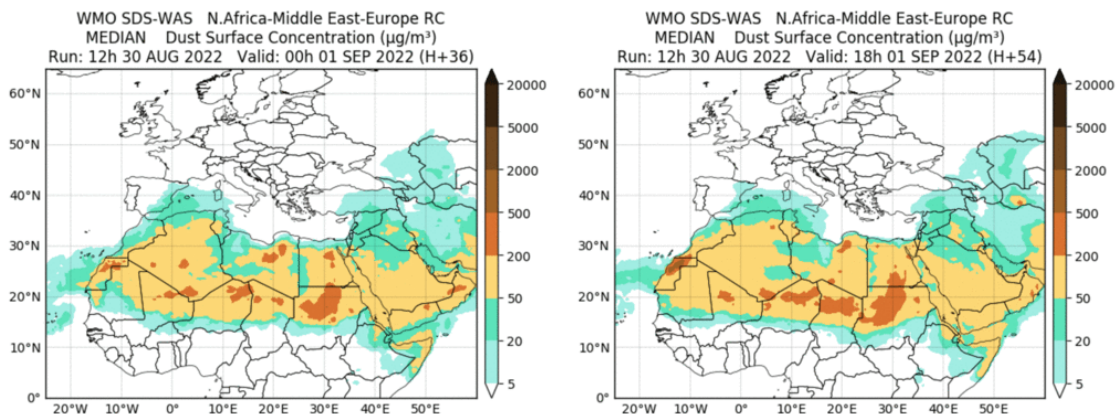 WMO SDS-WAS N.Africa-Middle East-Europe RC
MEDIAN Dust Surface Concentration (µg/m³)
Run: 12h 30 AUG 2022 Valid: 00h 01 SEP 2022 (H+36)
60°N
50°N
40°N
30°N
20°N
10°N
0°
20°W
10°W
0°
10°E
20°E
30°E
40°E
50°E
20000
5000
2000
500
200
50
20
5
WMO SDS-WAS N.Africa-Middle East-Europe RC
MEDIAN Dust Surface Concentration (µg/m³)
Run: 12h 30 AUG 2022 Valid: 18h 01 SEP 2022 (H+54)
60°N
50°N
40°N
30°N
20°N
10°N
0°
20°W
10°W
0°
10°E
20°E
30°E
40°E
50°E
20000
5000
2000
500
200
50
20
5